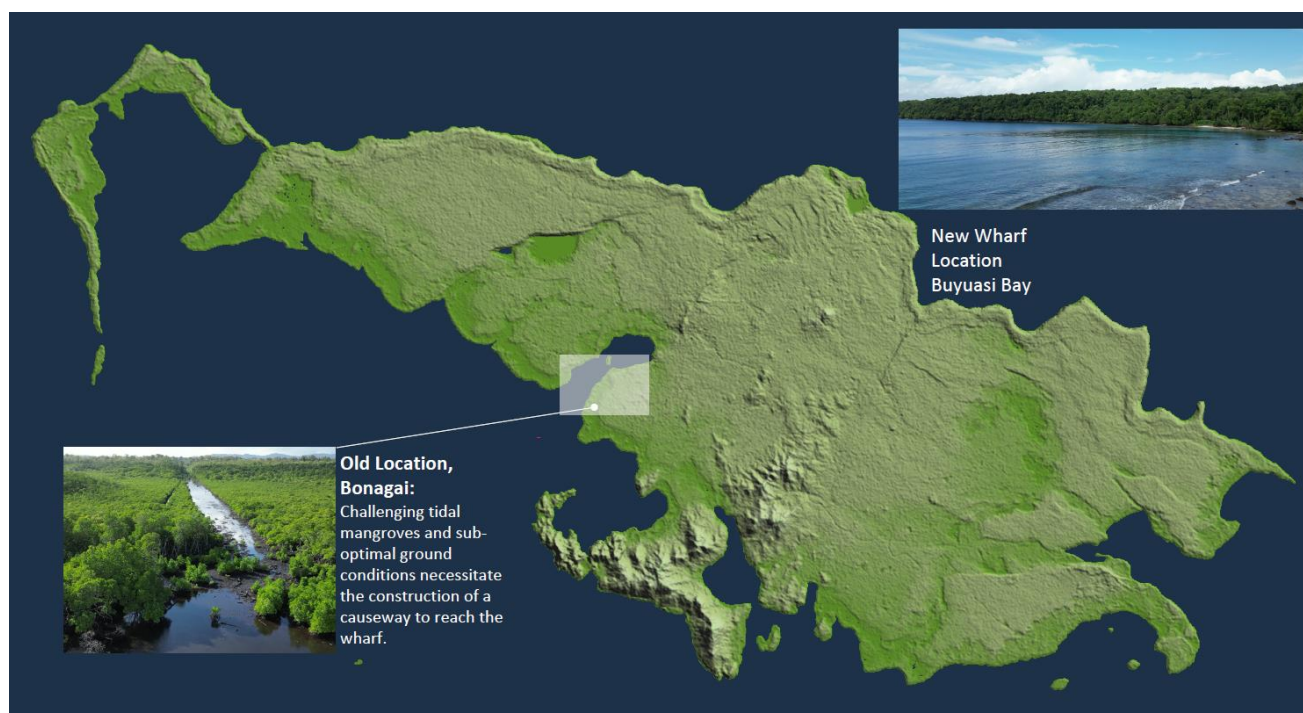 New Wharf
Location
Buyuasi Bay
Old Location,
Bonagai:
Challenging tidal
mangroves and sub-
optimal ground
conditions necessitate
the construction of a
causeway to reach the
wharf.